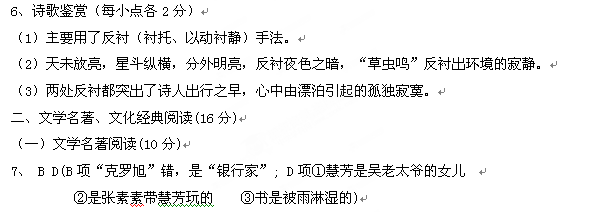 6、诗歌鉴赏（每小点各2分）
（1）主要用了反衬（衬托、以动衬静）手法。
（2）天未放亮，星斗纵横，分外明亮，反衬夜色之暗，“草虫鸣”反衬出环境的寂静。
（3）两处反衬都突出了诗人出行之早，心中由漂泊引起的孤独寂寞。
二、文学名著、文化经典阅读(16分)
（一）文学名著阅读(10分)
7、 B D(B项“克罗旭”错，是“银行家”; D项①慧芳是吴老太爷的女儿
②是张素素带慧芳玩的 ③书是被雨淋湿的)